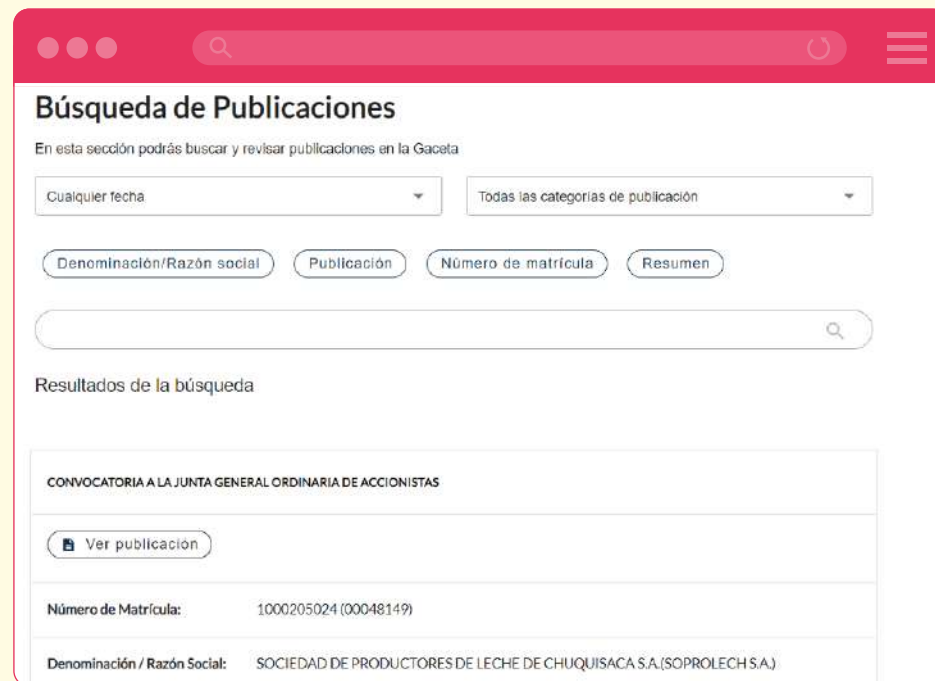 Búsqueda de Publicaciones
En esta sección podrás buscar y revisar publicaciones en la Gaceta
Cualquier fecha
Todas las categorías de publicación
Denominación/Razón social
Publicación
Número de matrícula
Resumen
Resultados de la búsqueda
CONVOCATORIA A LA JUNTA GENERAL ORDINARIA DE ACCIONISTAS
Ver publicación
Número de Matrícula: 1000205024 (00048149)
Denominación / Razón Social: SOCIEDAD DE PRODUCTORES DE LECHE DE CHUQUISACA S.A.(SOPROLECH S.A.)